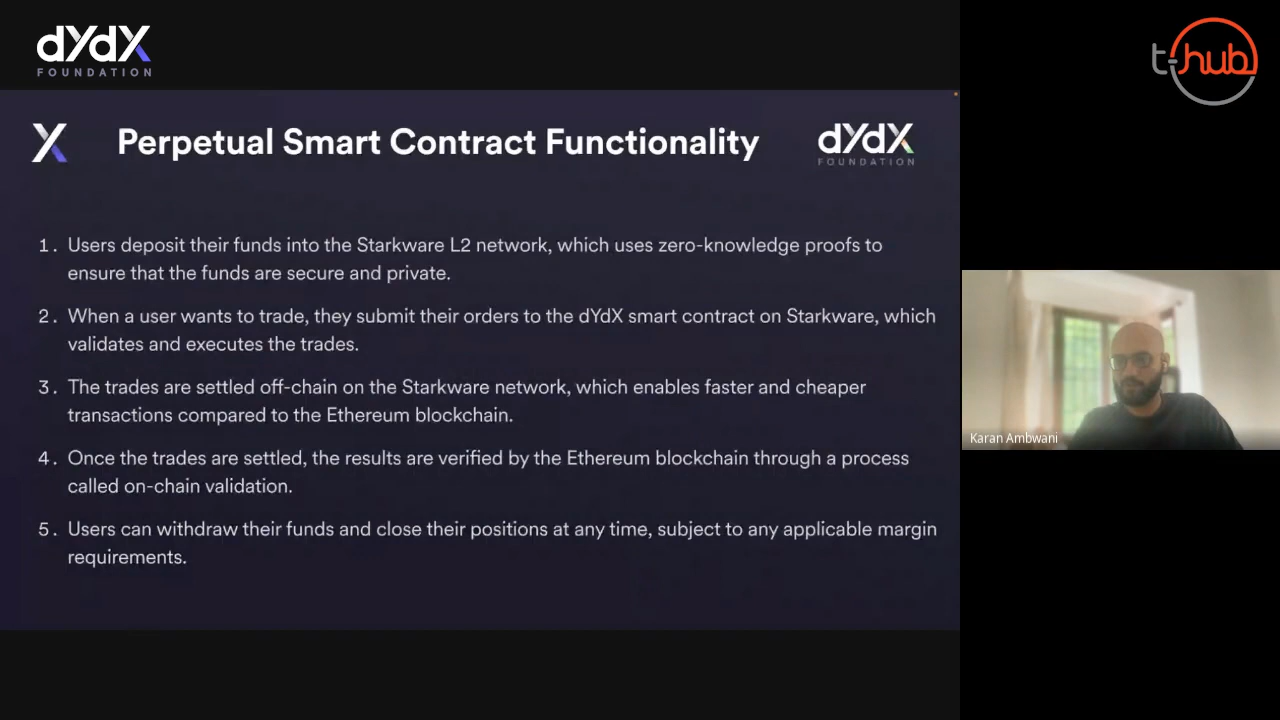 dYdX
FOUNDATION
t-hub
X
Perpetual Smart Contract Functionality
dYdX
FOUNDATION
1. Users deposit their funds into the Starkware L2 network, which uses zero-knowledge proofs to
ensure that the funds are secure and private.
2. When a user wants to trade, they submit their orders to the dYdX smart contract on Starkware, which
validates and executes the trades.
3. The trades are settled off-chain on the Starkware network, which enables faster and cheaper
transactions compared to the Ethereum blockchain.
4. Once the trades are settled, the results are verified by the Ethereum blockchain through a process
called on-chain validation.
5. Users can withdraw their funds and close their positions at any time, subject to any applicable margin
requirements.
Karan Ambwani